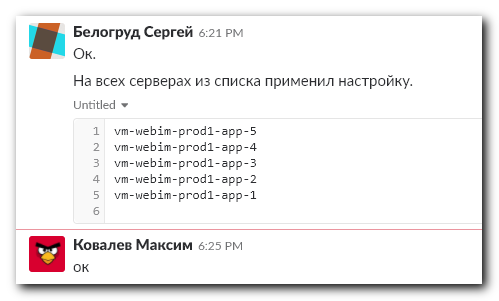 Белогруд Сергей 6:21 PM
Ок.
На всех серверах из списка применил настройку.
Untitled
1 vm-webim-prod1-app-5
2 vm-webim-prod1-app-4
3 vm-webim-prod1-app-3
4 vm-webim-prod1-app-2
5 vm-webim-prod1-app-1
6
Ковалев Максим 6:25 PM
ок